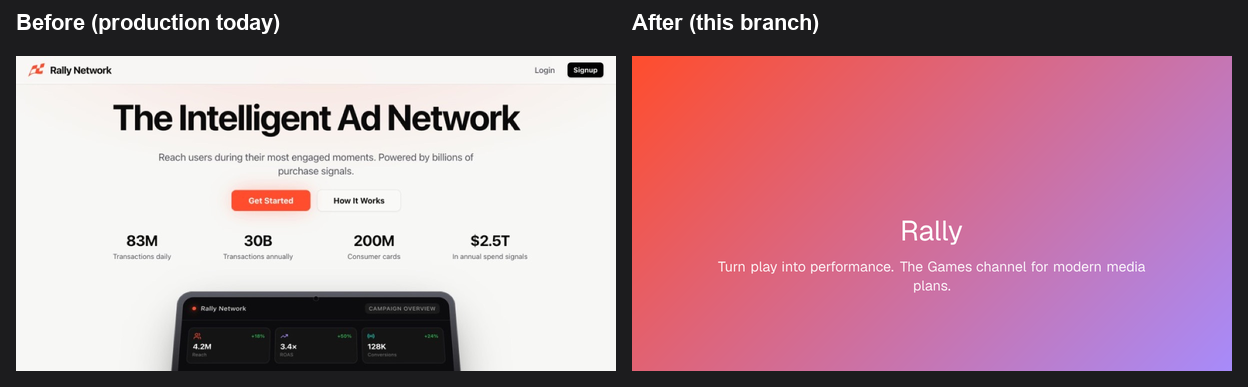 Before (production today)
After (this branch)
Rally Network
Login
Signup
The Intelligent Ad Network
Reach users during their most engaged moments. Powered by billions of
purchase signals.
Get Started
How It Works
83M
30B
200M
$2.5T
Transactions daily
Transactions annually
Consumer cards
In annual spend signals
Rally Network
CAMPAIGN OVERVIEW
+18%
4.2M
Reach
+50%
3.4×
ROAS
+24%
128K
Conversions
Rally
Turn play into performance. The Games channel for modern media
plans.